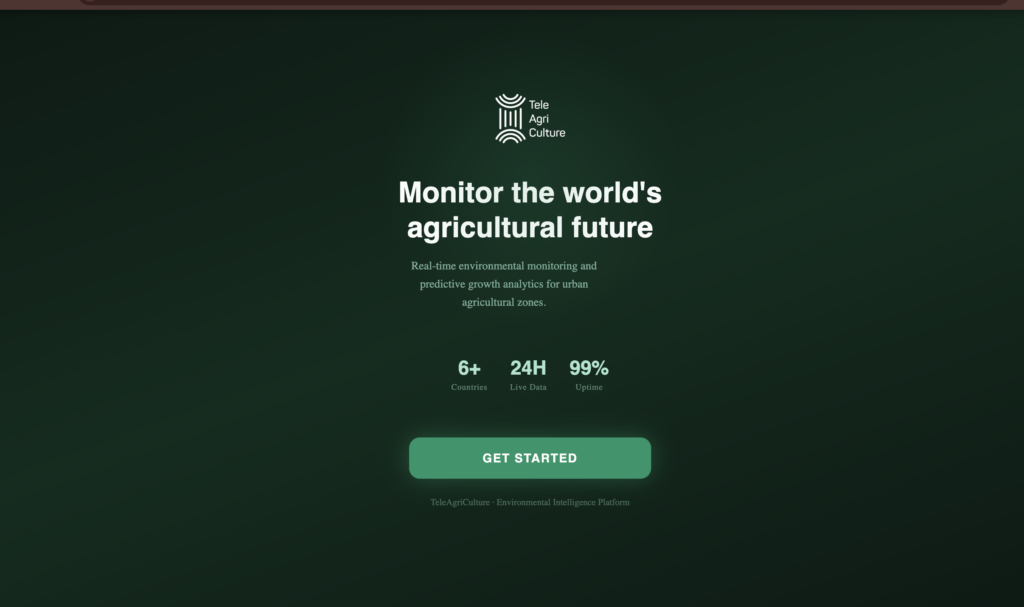 Tele
Agri
Culture
Monitor the world's
agricultural future
Real-time environmental monitoring and
predictive growth analytics for urban
agricultural zones.
6+ 24H 99%
Countries Live Data Uptime
GET STARTED
TeleAgriCulture · Environmental Intelligence Platform